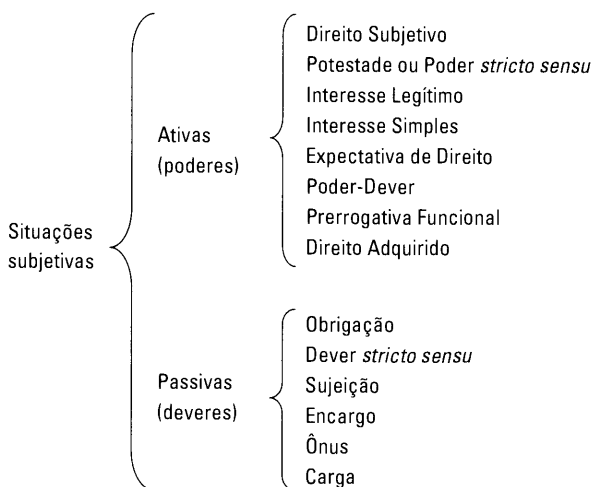 Situações
subjetivas
Ativas
(poderes)
Direito Subjetivo
Potestade ou Poder stricto sensu
Interesse Legítimo
Interesse Simples
Expectativa de Direito
Poder-Dever
Prerrogativa Funcional
Direito Adquirido
Passivas
(deveres)
Obrigação
Dever stricto sensu
Sujeição
Encargo
Ônus
Carga